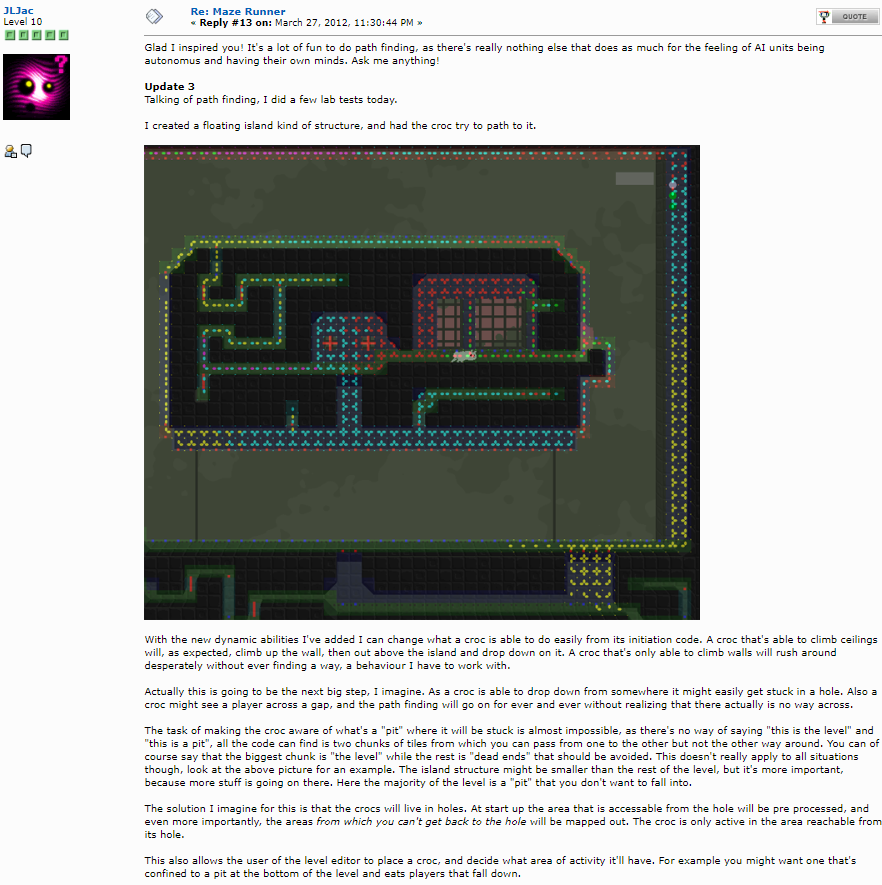 JLJac
Level 10
Re: Maze Runner
« Reply #13 on: March 27, 2012, 11:30:44 PM »
QUOTE
Glad I inspired you! It's a lot of fun to do path finding, as there's really nothing else that does as much for the feeling of AI units being
autonomus and having their own minds. Ask me anything!
Update 3
Talking of path finding, I did a few lab tests today.
I created a floating island kind of structure, and had the croc try to path to it.
With the new dynamic abilities I've added I can change what a croc is able to do easily from its initiation code. A croc that's able to climb ceilings
will, as expected, climb up the wall, then out above the island and drop down on it. A croc that's only able to climb walls will rush around
desperately without ever finding a way, a behaviour I have to work with.
Actually this is going to be the next big step, I imagine. As a croc is able to drop down from somewhere it might easily get stuck in a hole. Also a
croc might see a player across a gap, and the path finding will go on for ever and ever without realizing that there actually is no way across.
The task of making the croc aware of what's a "pit" where it will be stuck is almost impossible, as there's no way of saying "this is the level" and
"this is a pit", all the code can find is two chunks of tiles from which you can pass from one to the other but not the other way around. You can of
course say that the biggest chunk is "the level" while the rest is "dead ends" that should be avoided. This doesn't really apply to all situations
though, look at the above picture for an example. The island structure might be smaller than the rest of the level, but it's more important,
because more stuff is going on there. Here the majority of the level is a "pit" that you don't want to fall into.
The solution I imagine for this is that the crocs will live in holes. At start up the area that is accessable from the hole will be pre processed, and
even more importantly, the areas from which you can't get back to the hole will be mapped out. The croc is only active in the area reachable from
its hole.
This also allows the user of the level editor to place a croc, and decide what area of activity it'll have. For example you might want one that's
confined to a pit at the bottom of the level and eats players that fall down.